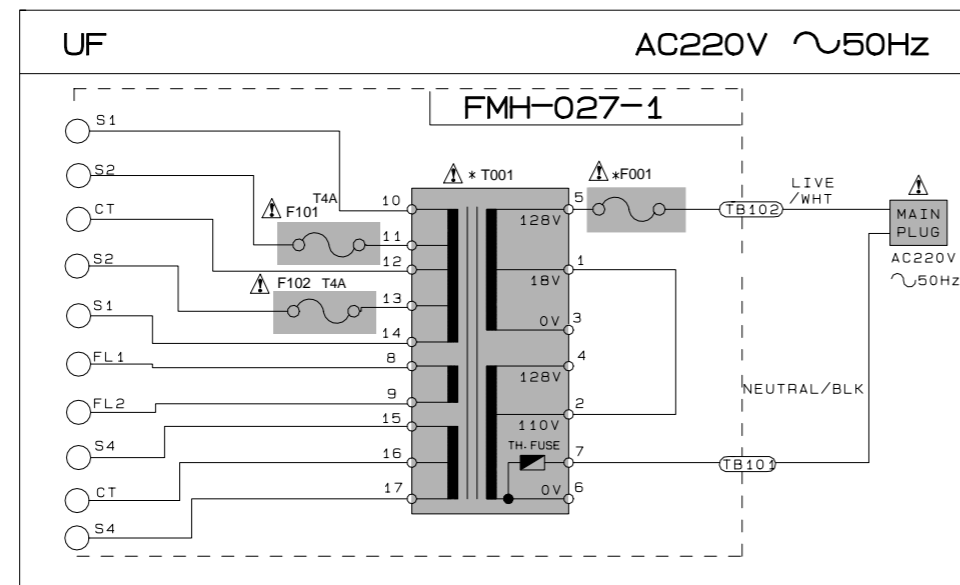 UF
AC220V ～50Hz
FMH-027-1
S1
S2
CT
S2
S1
FL1
FL2
S4
CT
S4
T4A
F101
F102 T4A
* T001
10
11
12
13
14
8
9
15
16
17
128V
18V
0V
128V
110V
TH. FUSE
0V
5
1
3
4
2
7
6
*F001
TB102
LIVE
/WHT
MAIN
PLUG
AC220V
～50Hz
NEUTRAL/BLK
TB101